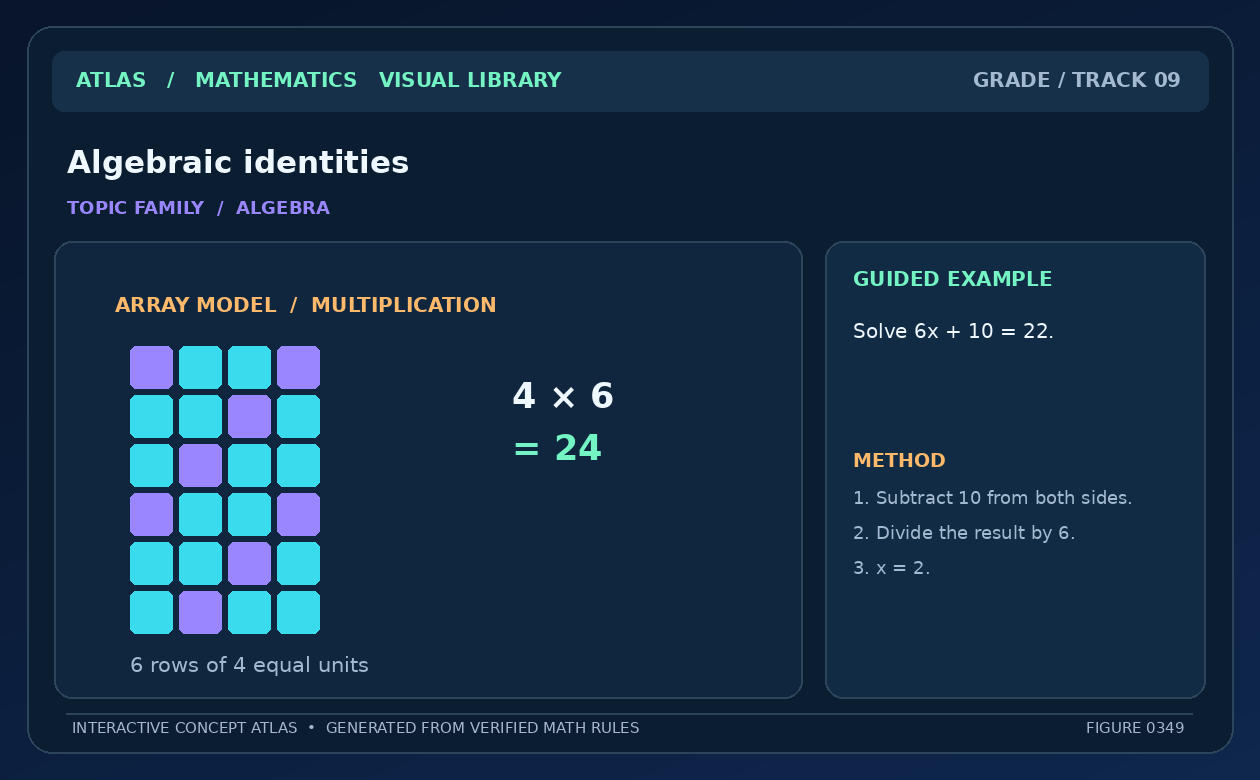 ATLAS / MATHEMATICS VISUAL LIBRARY
GRADE / TRACK 09
Algebraic identities
TOPIC FAMILY / ALGEBRA
ARRAY MODEL / MULTIPLICATION
4 × 6
= 24
6 rows of 4 equal units
GUIDED EXAMPLE
Solve 6x + 10 = 22.
METHOD
1. Subtract 10 from both sides.
2. Divide the result by 6.
3. x = 2.
INTERACTIVE CONCEPT ATLAS • GENERATED FROM VERIFIED MATH RULES
FIGURE 0349